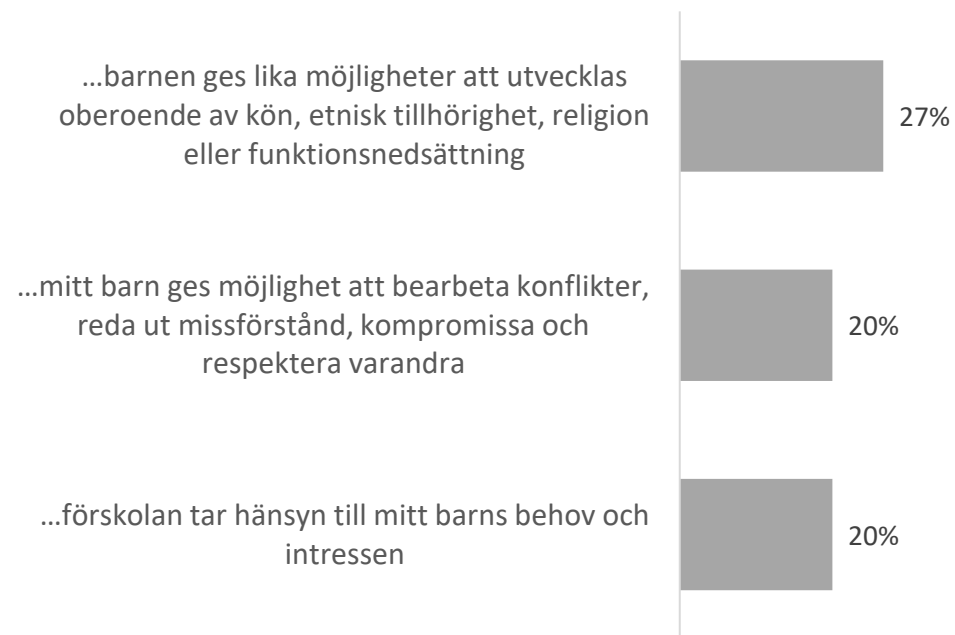 …barnen ges lika möjligheter att utvecklas
oberoende av kön, etnisk tillhörighet, religion
eller funktionsnedsättning
27%
…mitt barn ges möjlighet att bearbeta konflikter,
reda ut missförstånd, kompromissa och
respektera varandra
20%
…förskolan tar hänsyn till mitt barns behov och
intressen
20%